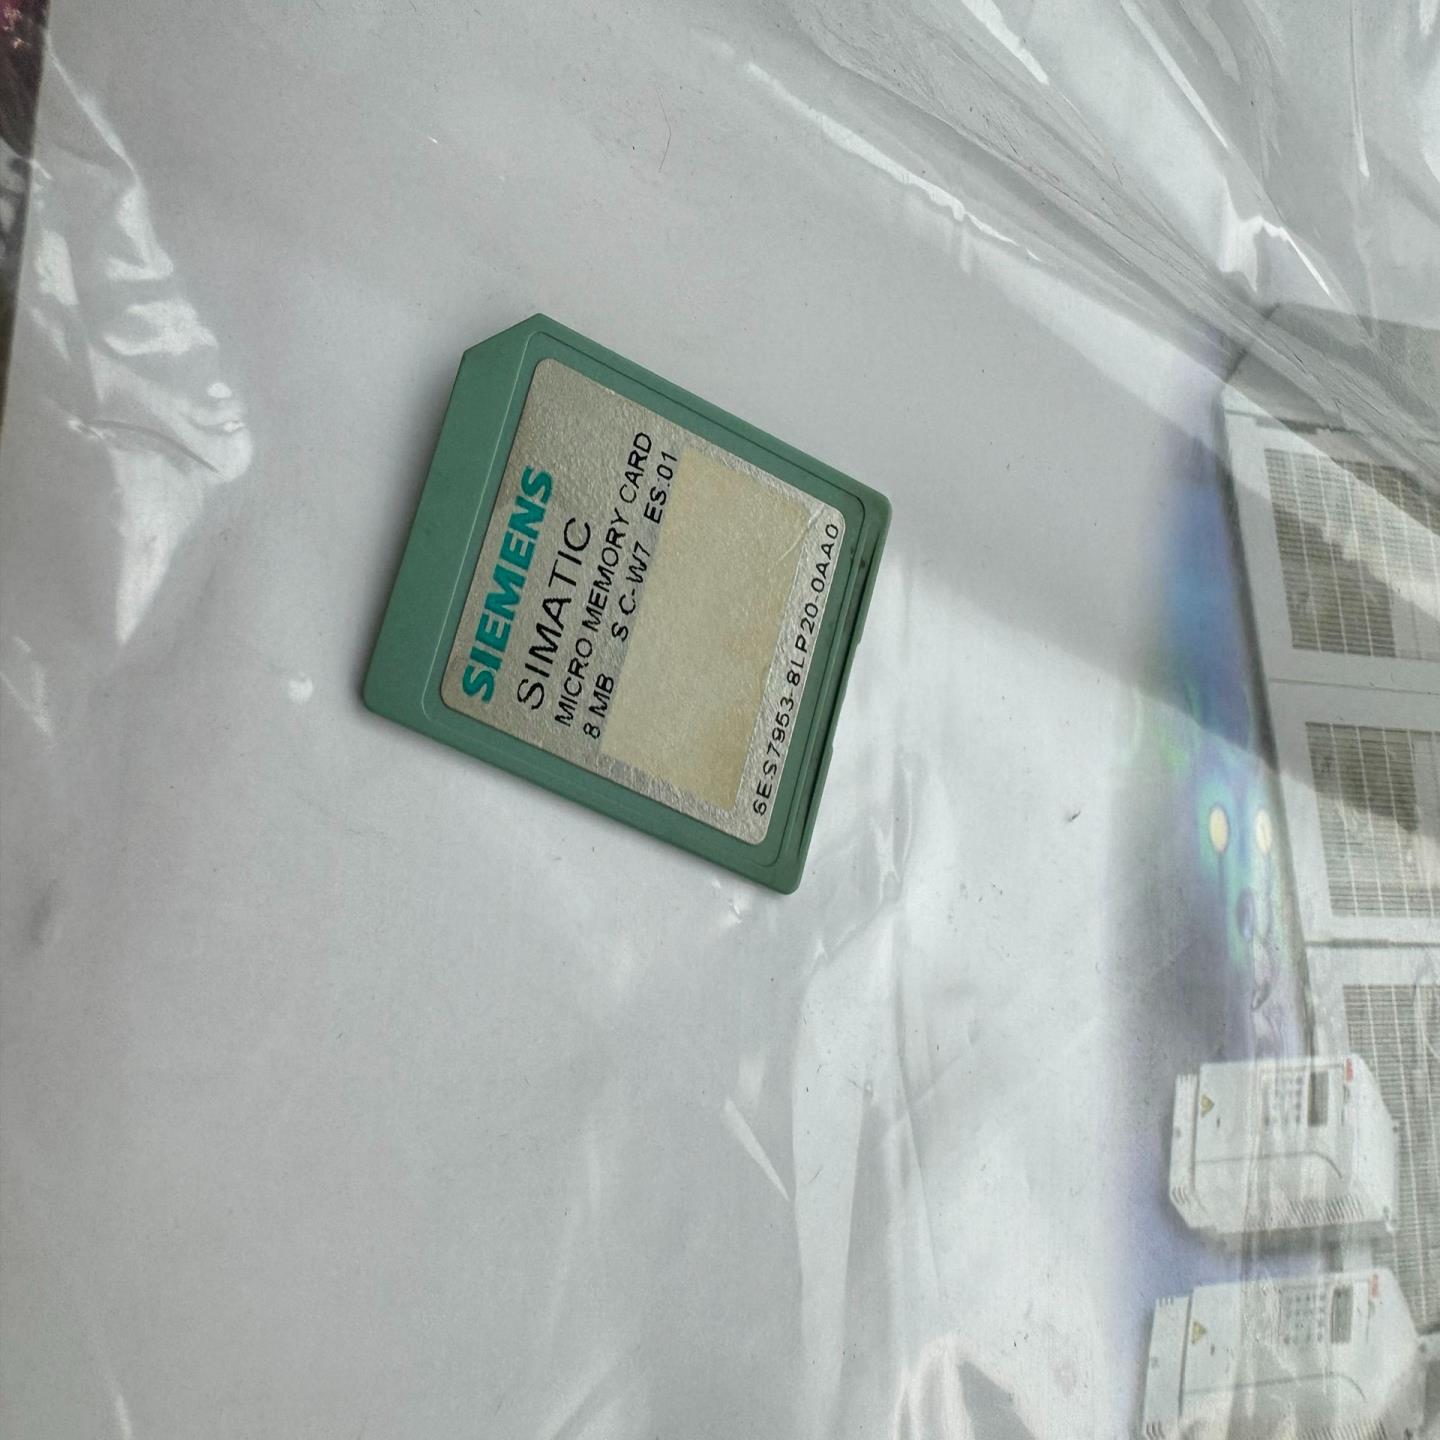 SIEMENS
SIMATIC
MICRO MEMORY CARD
8 MB S C-W7 ES:01
6ES7953-8LP20-0AA0